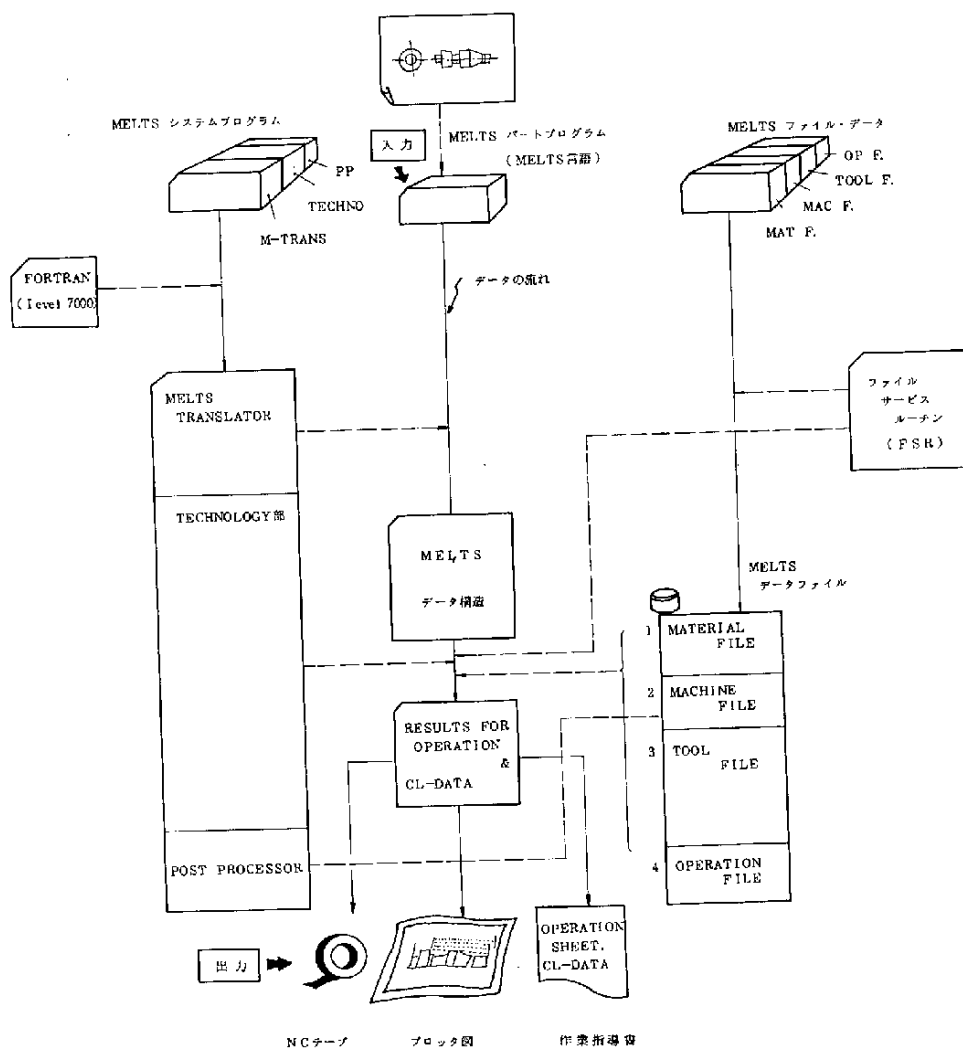 MELTS システムプログラム
PP
TECHNO
M-TRANS
入力
MELTS パートプログラム
(MELTS言語)
MELTS ファイル・データ
OP F.
TOOL F.
MAC F.
MAT F.
FORTRAN
(Level 7000)
データの流れ
ファイル
サービス
ルーチン
(FSR)
MELTS
TRANSLATOR
TECHNOLOGY部
POST PROCESSOR
MELTS
データ構造
MELTS
データファイル
1 MATERIAL
FILE
2 MACHINE
FILE
3 TOOL
FILE
4 OPERATION
FILE
RESULTS FOR
OPERATION
&
CL-DATA
出力
OPERATION
SHEET.
CL-DATA
NCテープ
プロッタ図
作業指導書